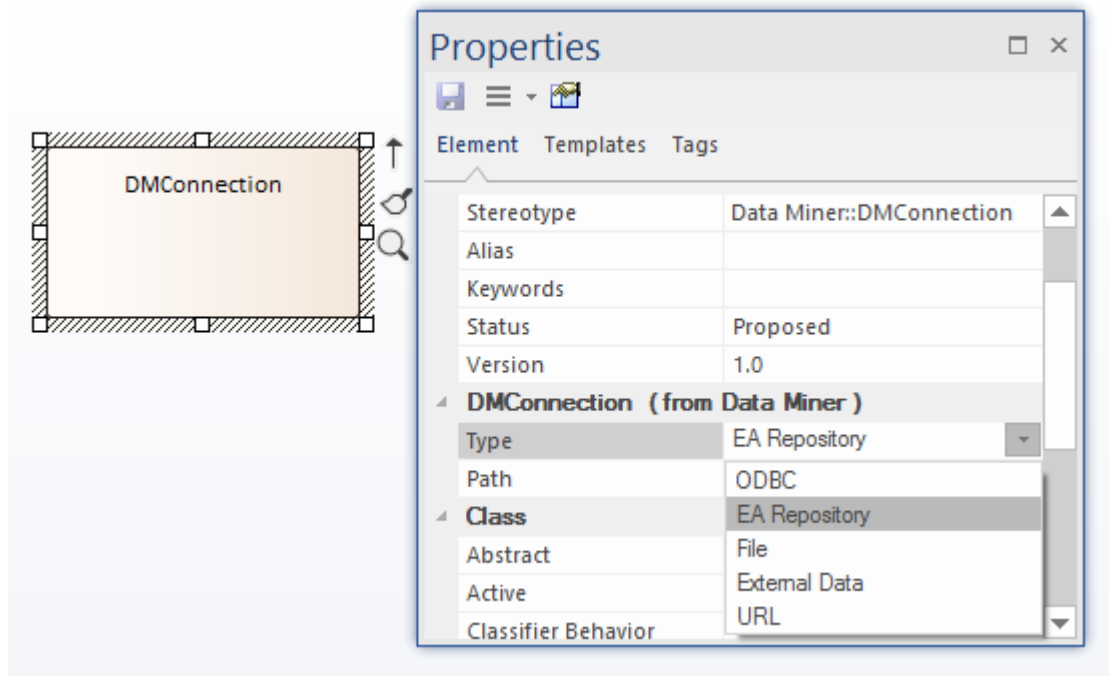 DMConnection
Properties
Element Templates Tags
Stereotype Data Miner::DMConnection
Alias
Keywords
Status Proposed
Version 1.0
DMConnection (from Data Miner )
Type EA Repository
Path ODBC
Class EA Repository
Abstract File
Active External Data
Classifier Behavior URL